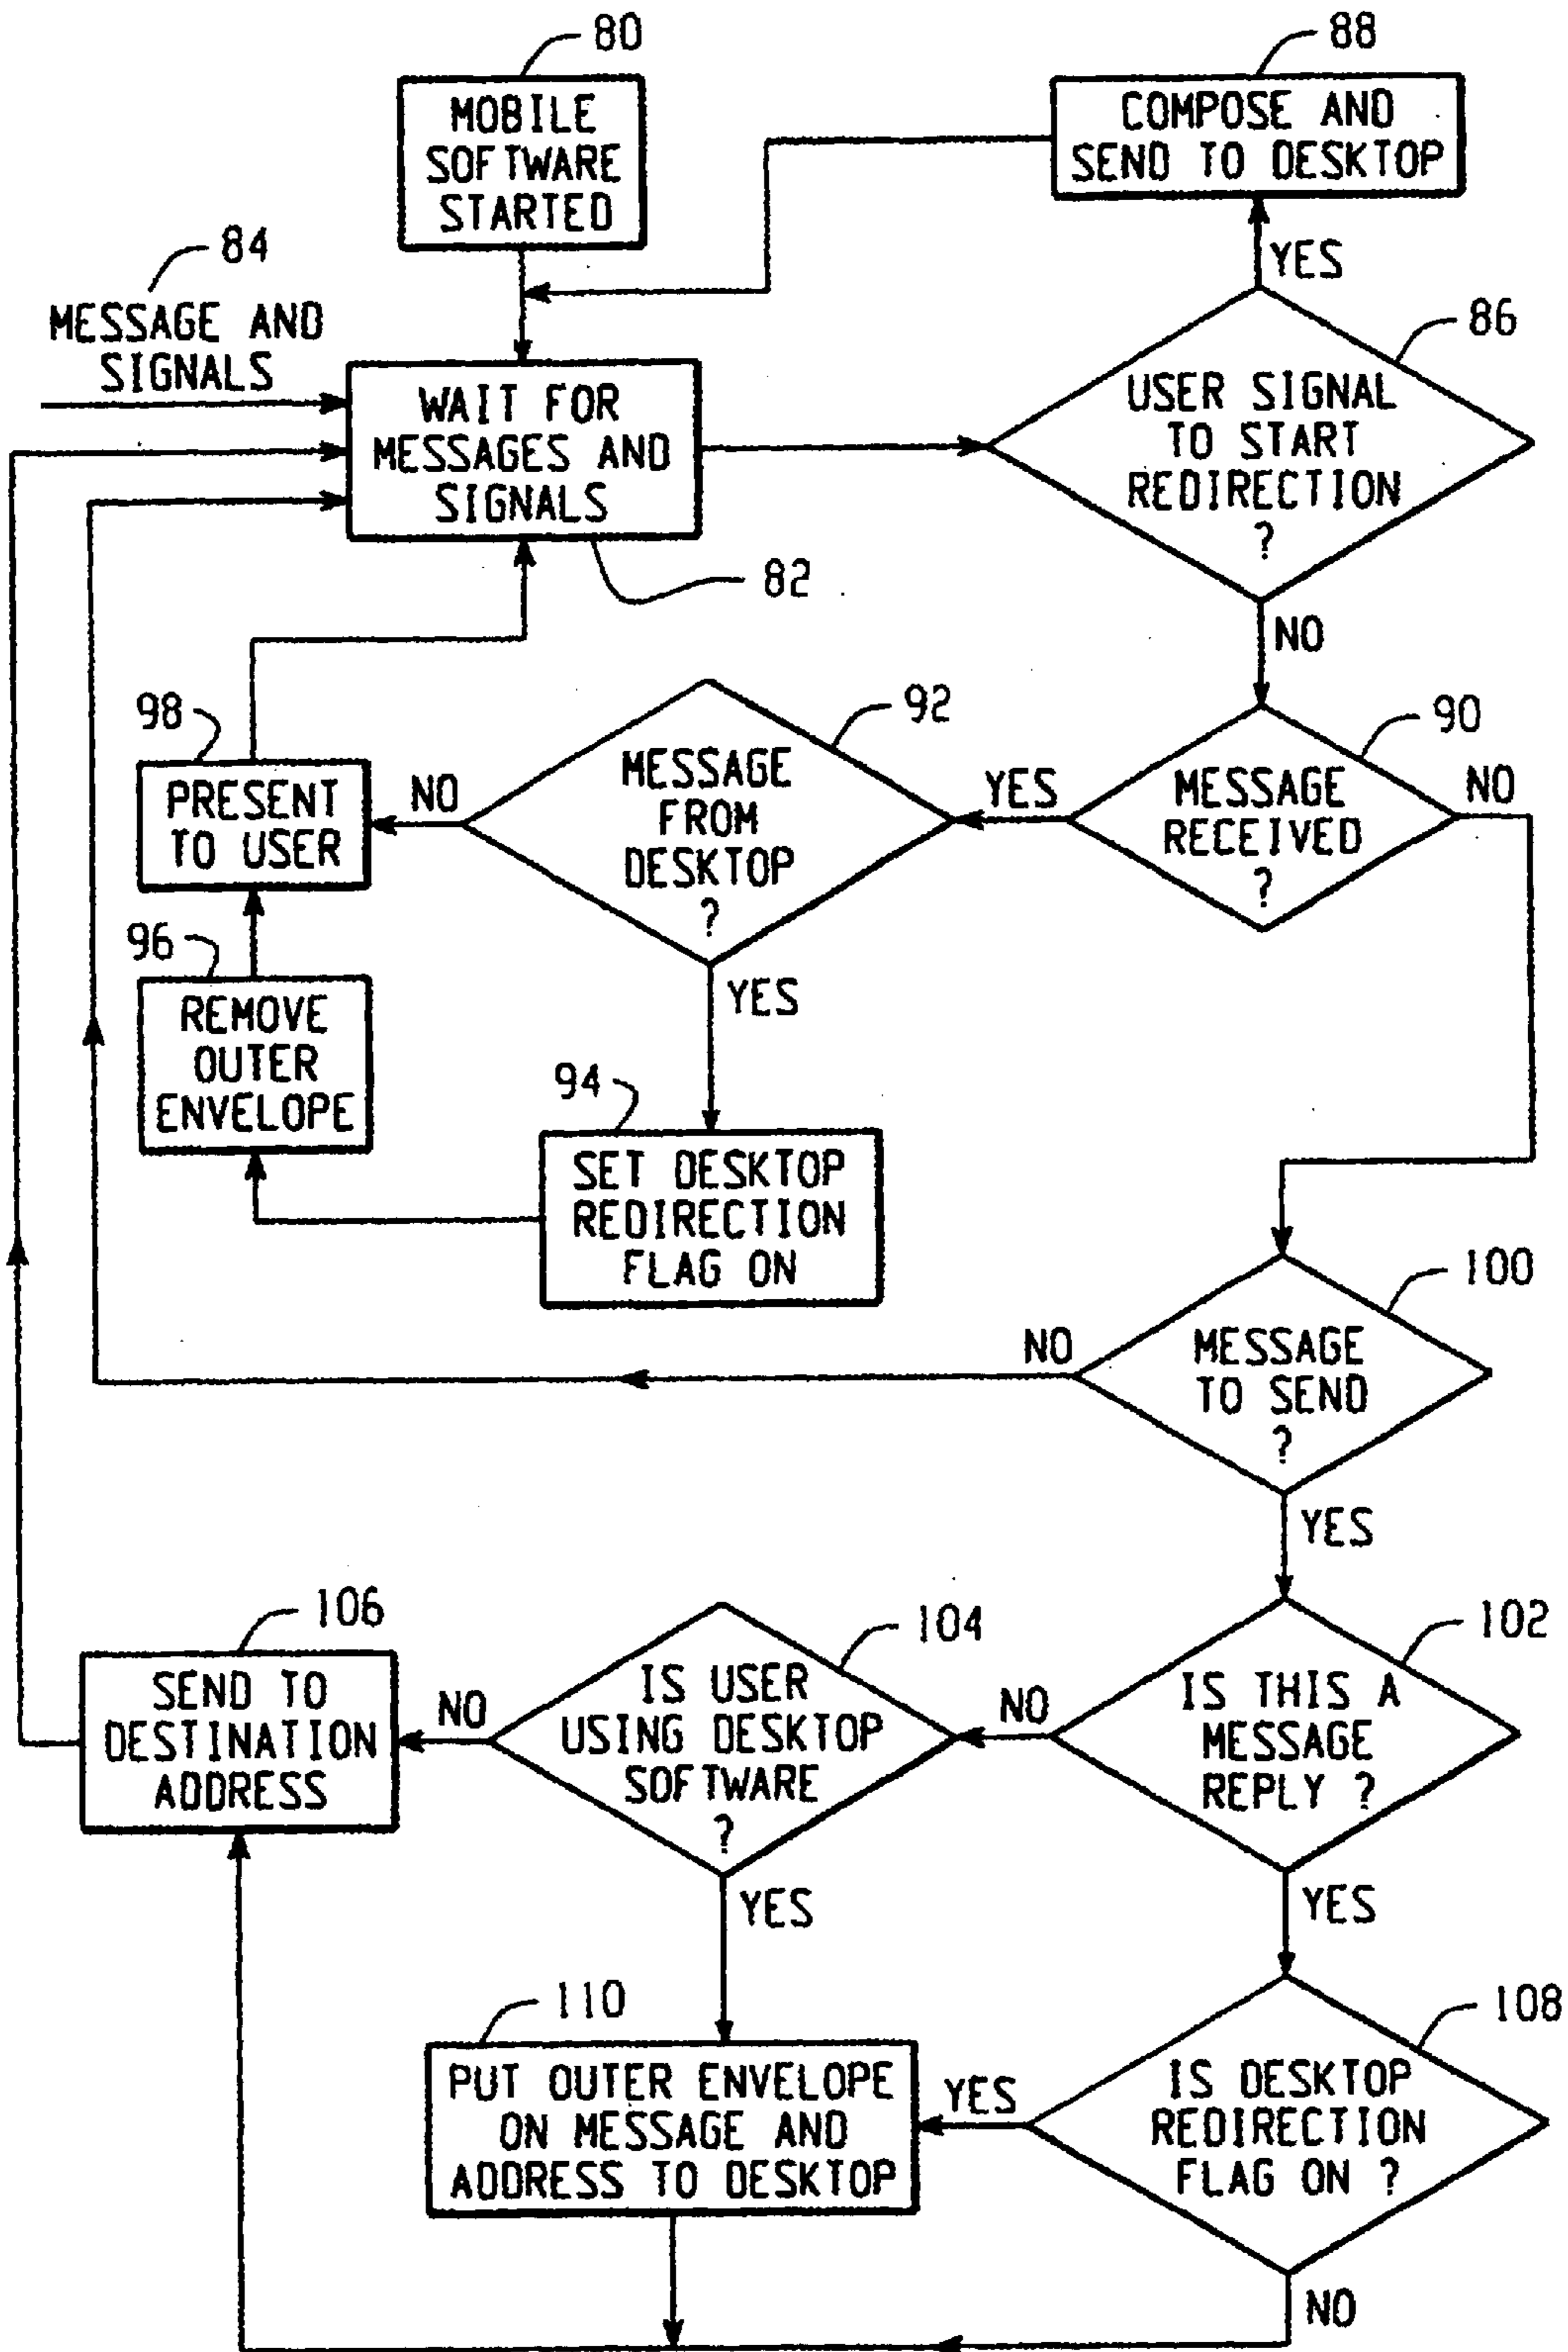 80
MOBILE
SOFTWARE
STARTED
88
COMPOSE AND
SEND TO DESKTOP
84
MESSAGE AND
SIGNALS
YES
86
WAIT FOR
MESSAGES AND
SIGNALS
82
USER SIGNAL
TO START
REDIRECTION
?
NO
98
PRESENT
TO USER
NO
92
MESSAGE
FROM
DESKTOP
?
YES
90
MESSAGE
RECEIVED
?
NO
96
REMOVE
OUTER
ENVELOPE
YES
94
SET DESKTOP
REDIRECTION
FLAG ON
100
NO
MESSAGE
TO SEND
?
YES
106
SEND TO
DESTINATION
ADDRESS
NO
104
IS USER
USING DESKTOP
SOFTWARE
?
NO
102
IS THIS A
MESSAGE
REPLY ?
YES
YES
110
PUT OUTER ENVELOPE
ON MESSAGE AND
ADDRESS TO DESKTOP
YES
108
IS DESKTOP
REDIRECTION
FLAG ON ?
NO